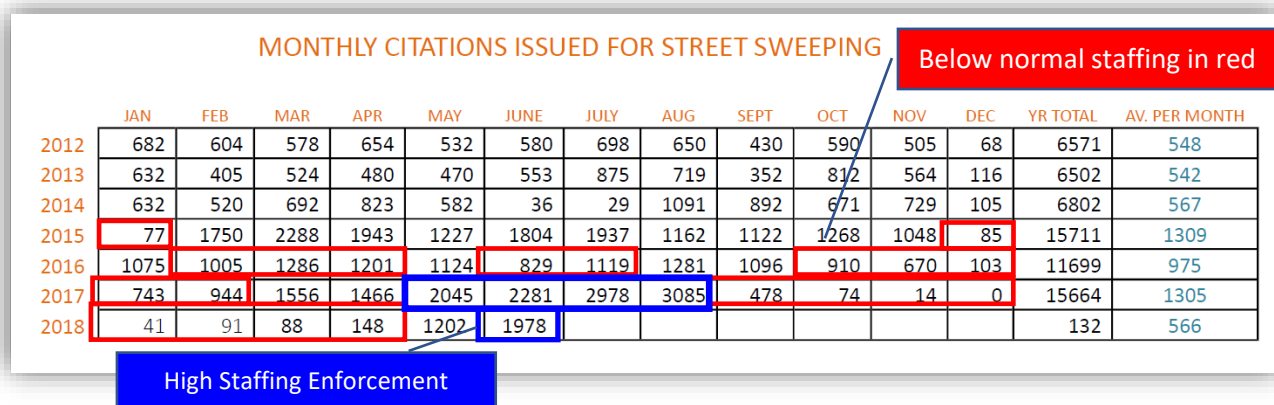 MONTHLY CITATIONS ISSUED FOR STREET SWEEPING
Below normal staffing in red
JAN FEB MAR APR MAY JUNE JULY AUG SEPT OCT NOV DEC YR TOTAL AV. PER MONTH
2012 682 604 578 654 532 580 698 650 430 590 505 68 6571 548
2013 632 405 524 480 470 553 875 719 352 812 564 116 6502 542
2014 632 520 692 823 582 36 29 1091 892 671 729 105 6802 567
2015 77 1750 2288 1943 1227 1804 1937 1162 1122 1268 1048 85 15711 1309
2016 1075 1005 1286 1201 1124 829 1119 1281 1096 910 670 103 11699 975
2017 743 944 1556 1466 2045 2281 2978 3085 478 74 14 0 15664 1305
2018 41 91 88 148 1202 1978 132 566
High Staffing Enforcement